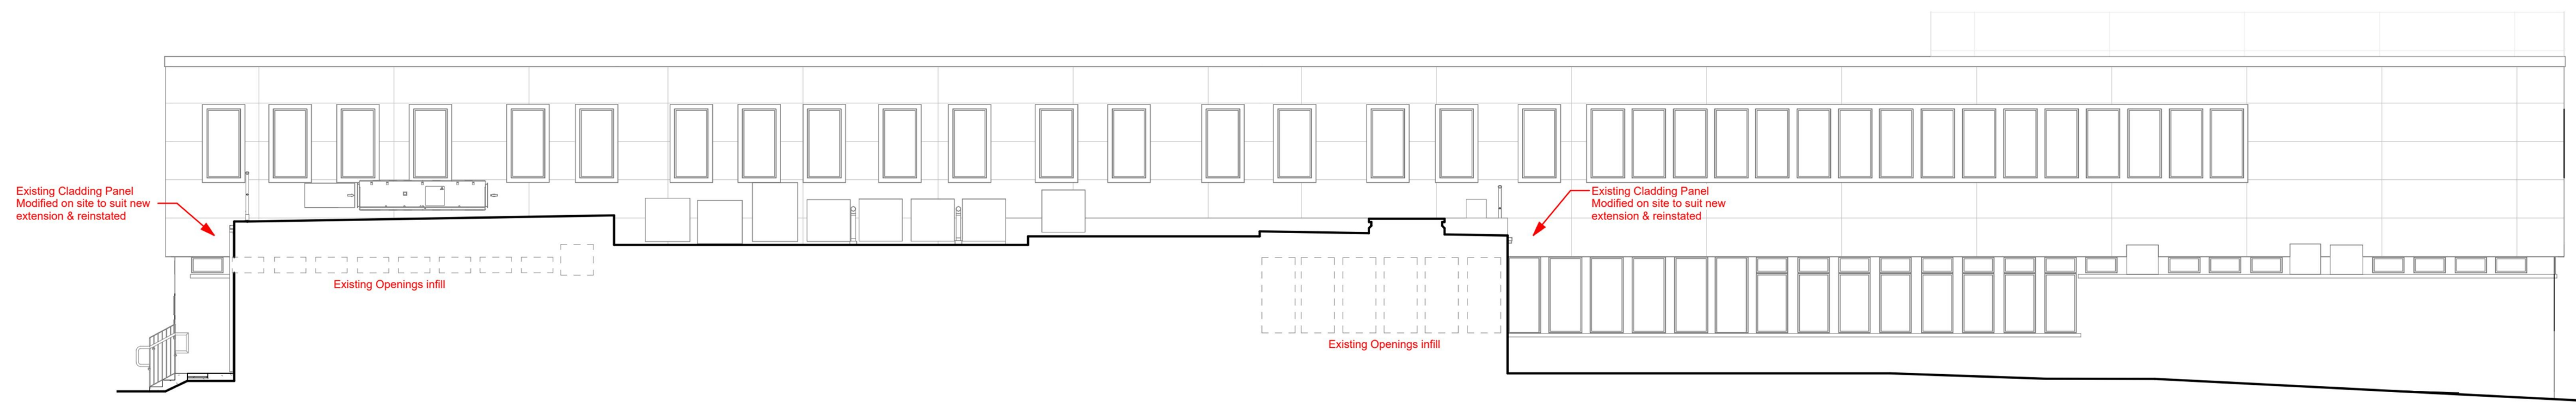 Existing Cladding Panel
Modified on site to suit new
extension & reinstated
Existing Openings infill
Existing Openings infill
Existing Cladding Panel
Modified on site to suit new
extension & reinstated